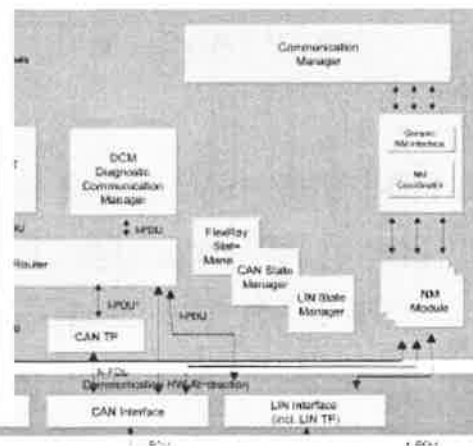 Communication
Manager
Generic
NM Interface
NM
Coordinator
DCM
Diagnostic
Communication
Manager
I-PDU
FlexRay
State
CAN State
Manager
LIN State
Manager
NM
Module
Router
I-PDU
I-PDU
CAN TP
Communication HW Abstraction
CAN Interface
LIN Interface
(incl. LIN TP)